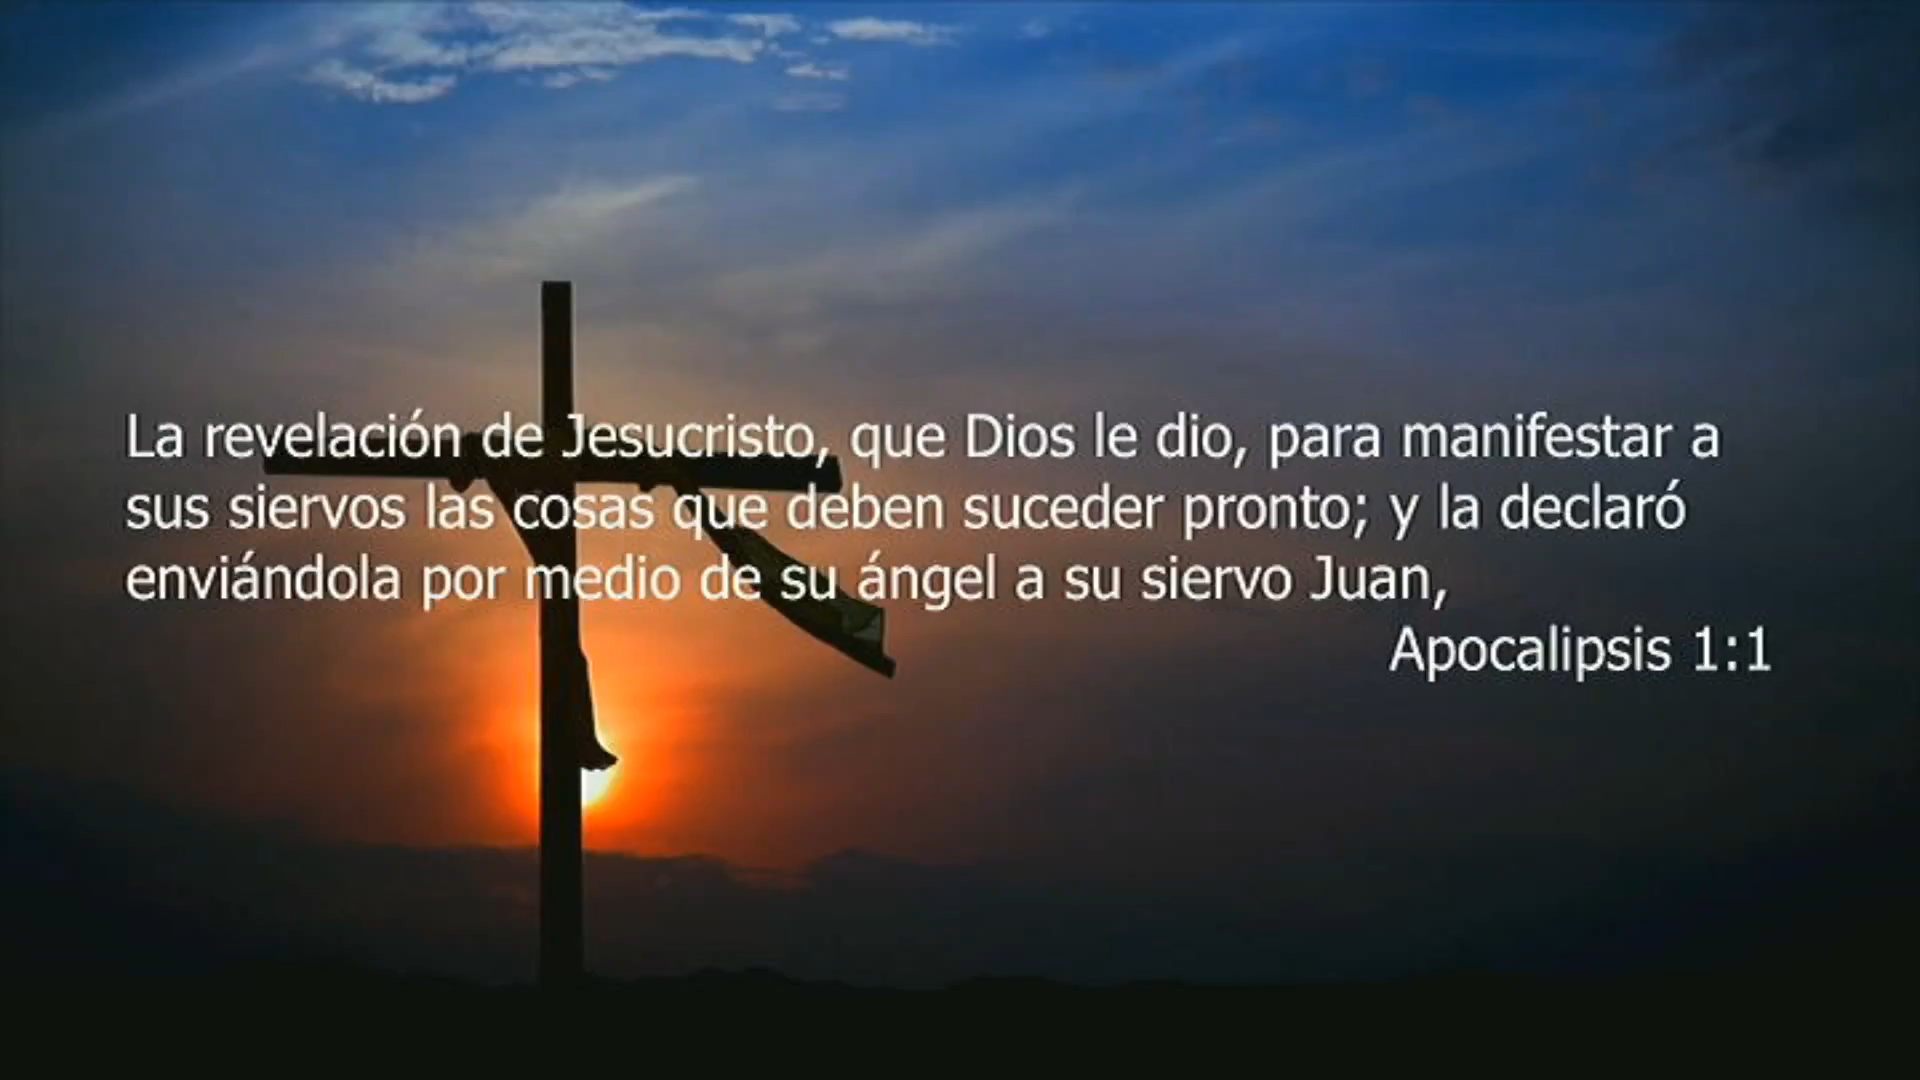 La revelación de Jesucristo, que Dios le dio, para manifestar a
sus siervos las cosas que deben suceder pronto; y la declaró
enviándola por medio de su ángel a su siervo Juan,
Apocalipsis 1:1